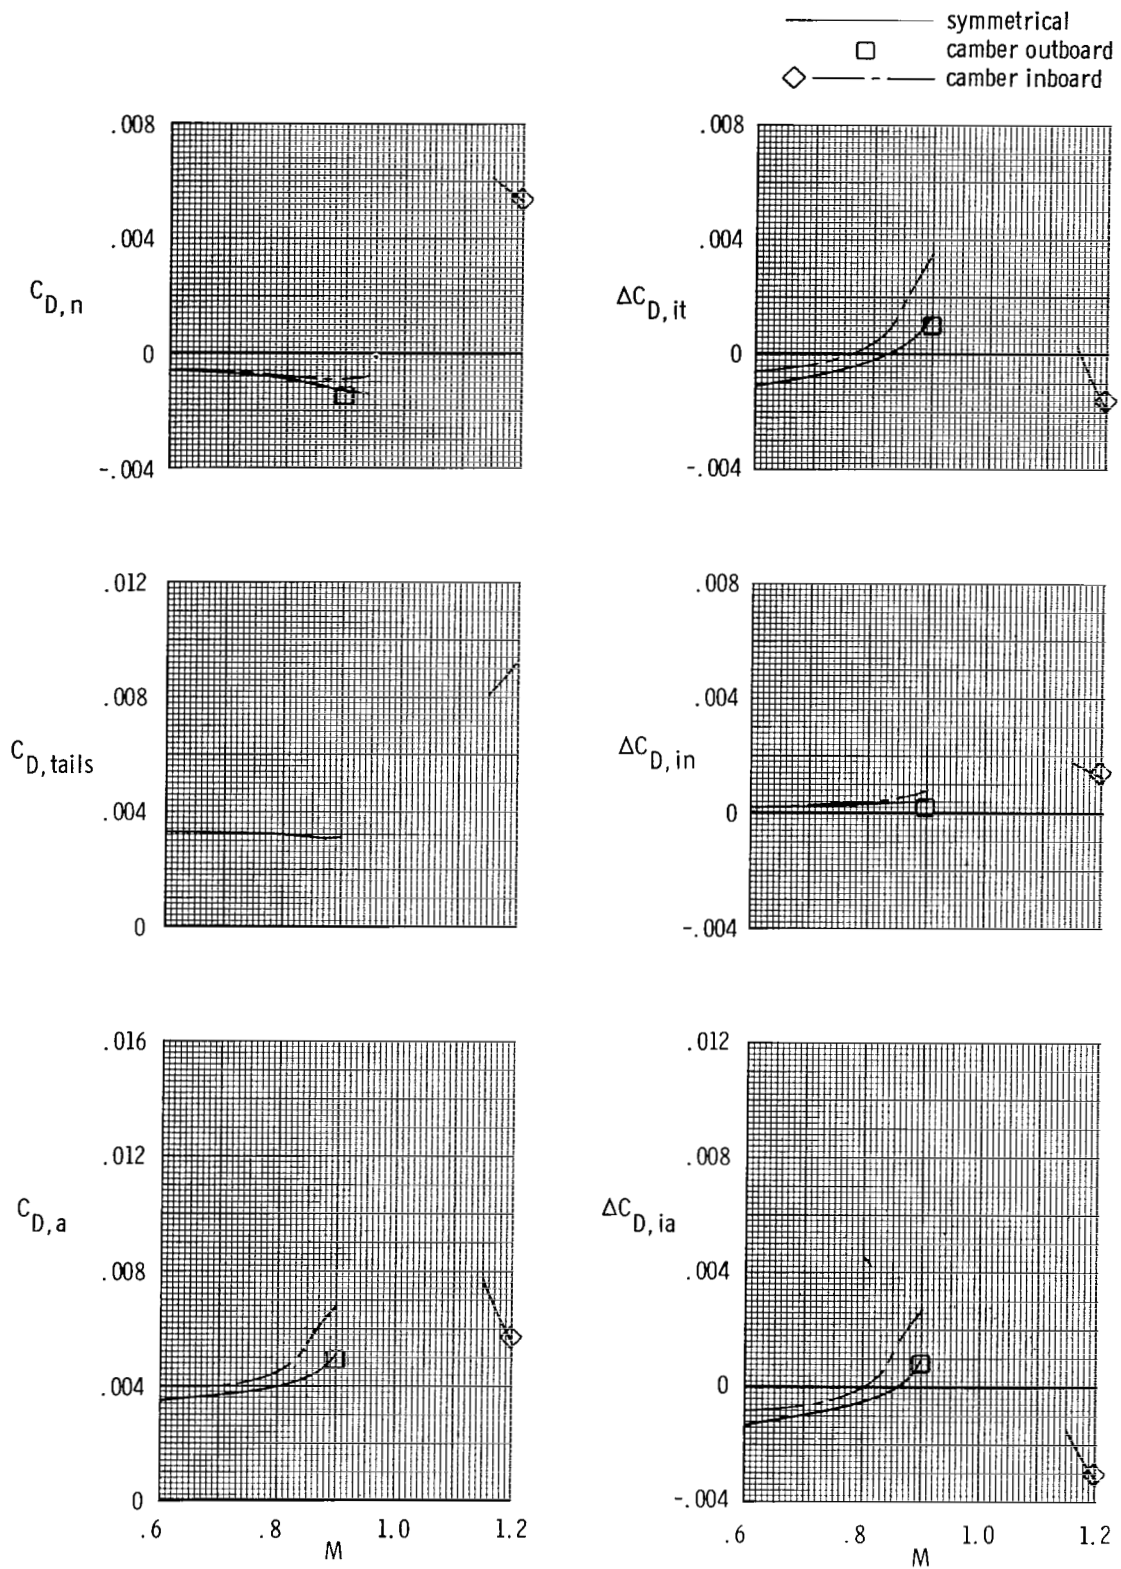 symmetrical
camber outboard
camber inboard
.008
.004
0
-.004
C_D,n
.008
.004
0
-.004
ΔC_D,it
.012
.008
.004
0
C_D,tails
.008
.004
0
-.004
ΔC_D,in
.016
.012
.008
.004
0
C_D,a
.6 .8 1.0 1.2
M
.012
.008
.004
0
-.004
ΔC_D,ia
.6 .8 1.0 1.2
M